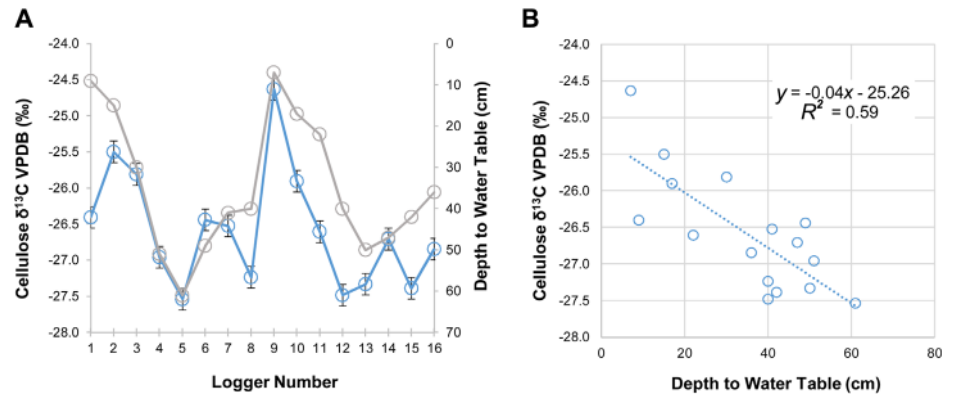 A
-24.0
-24.5
-25.0
-25.5
-26.0
-26.5
-27.0
-27.5
-28.0
Cellulose δ¹³C VPDB (‰)
0
10
20
30
40
50
60
70
Depth to Water Table (cm)
1 2 3 4 5 6 7 8 9 10 11 12 13 14 15 16
Logger Number
B
-24.0
-24.5
-25.0
-25.5
-26.0
-26.5
-27.0
-27.5
-28.0
Cellulose δ¹³C VPDB (‰)
y = -0.04x - 25.26
R² = 0.59
0 20 40 60 80
Depth to Water Table (cm)